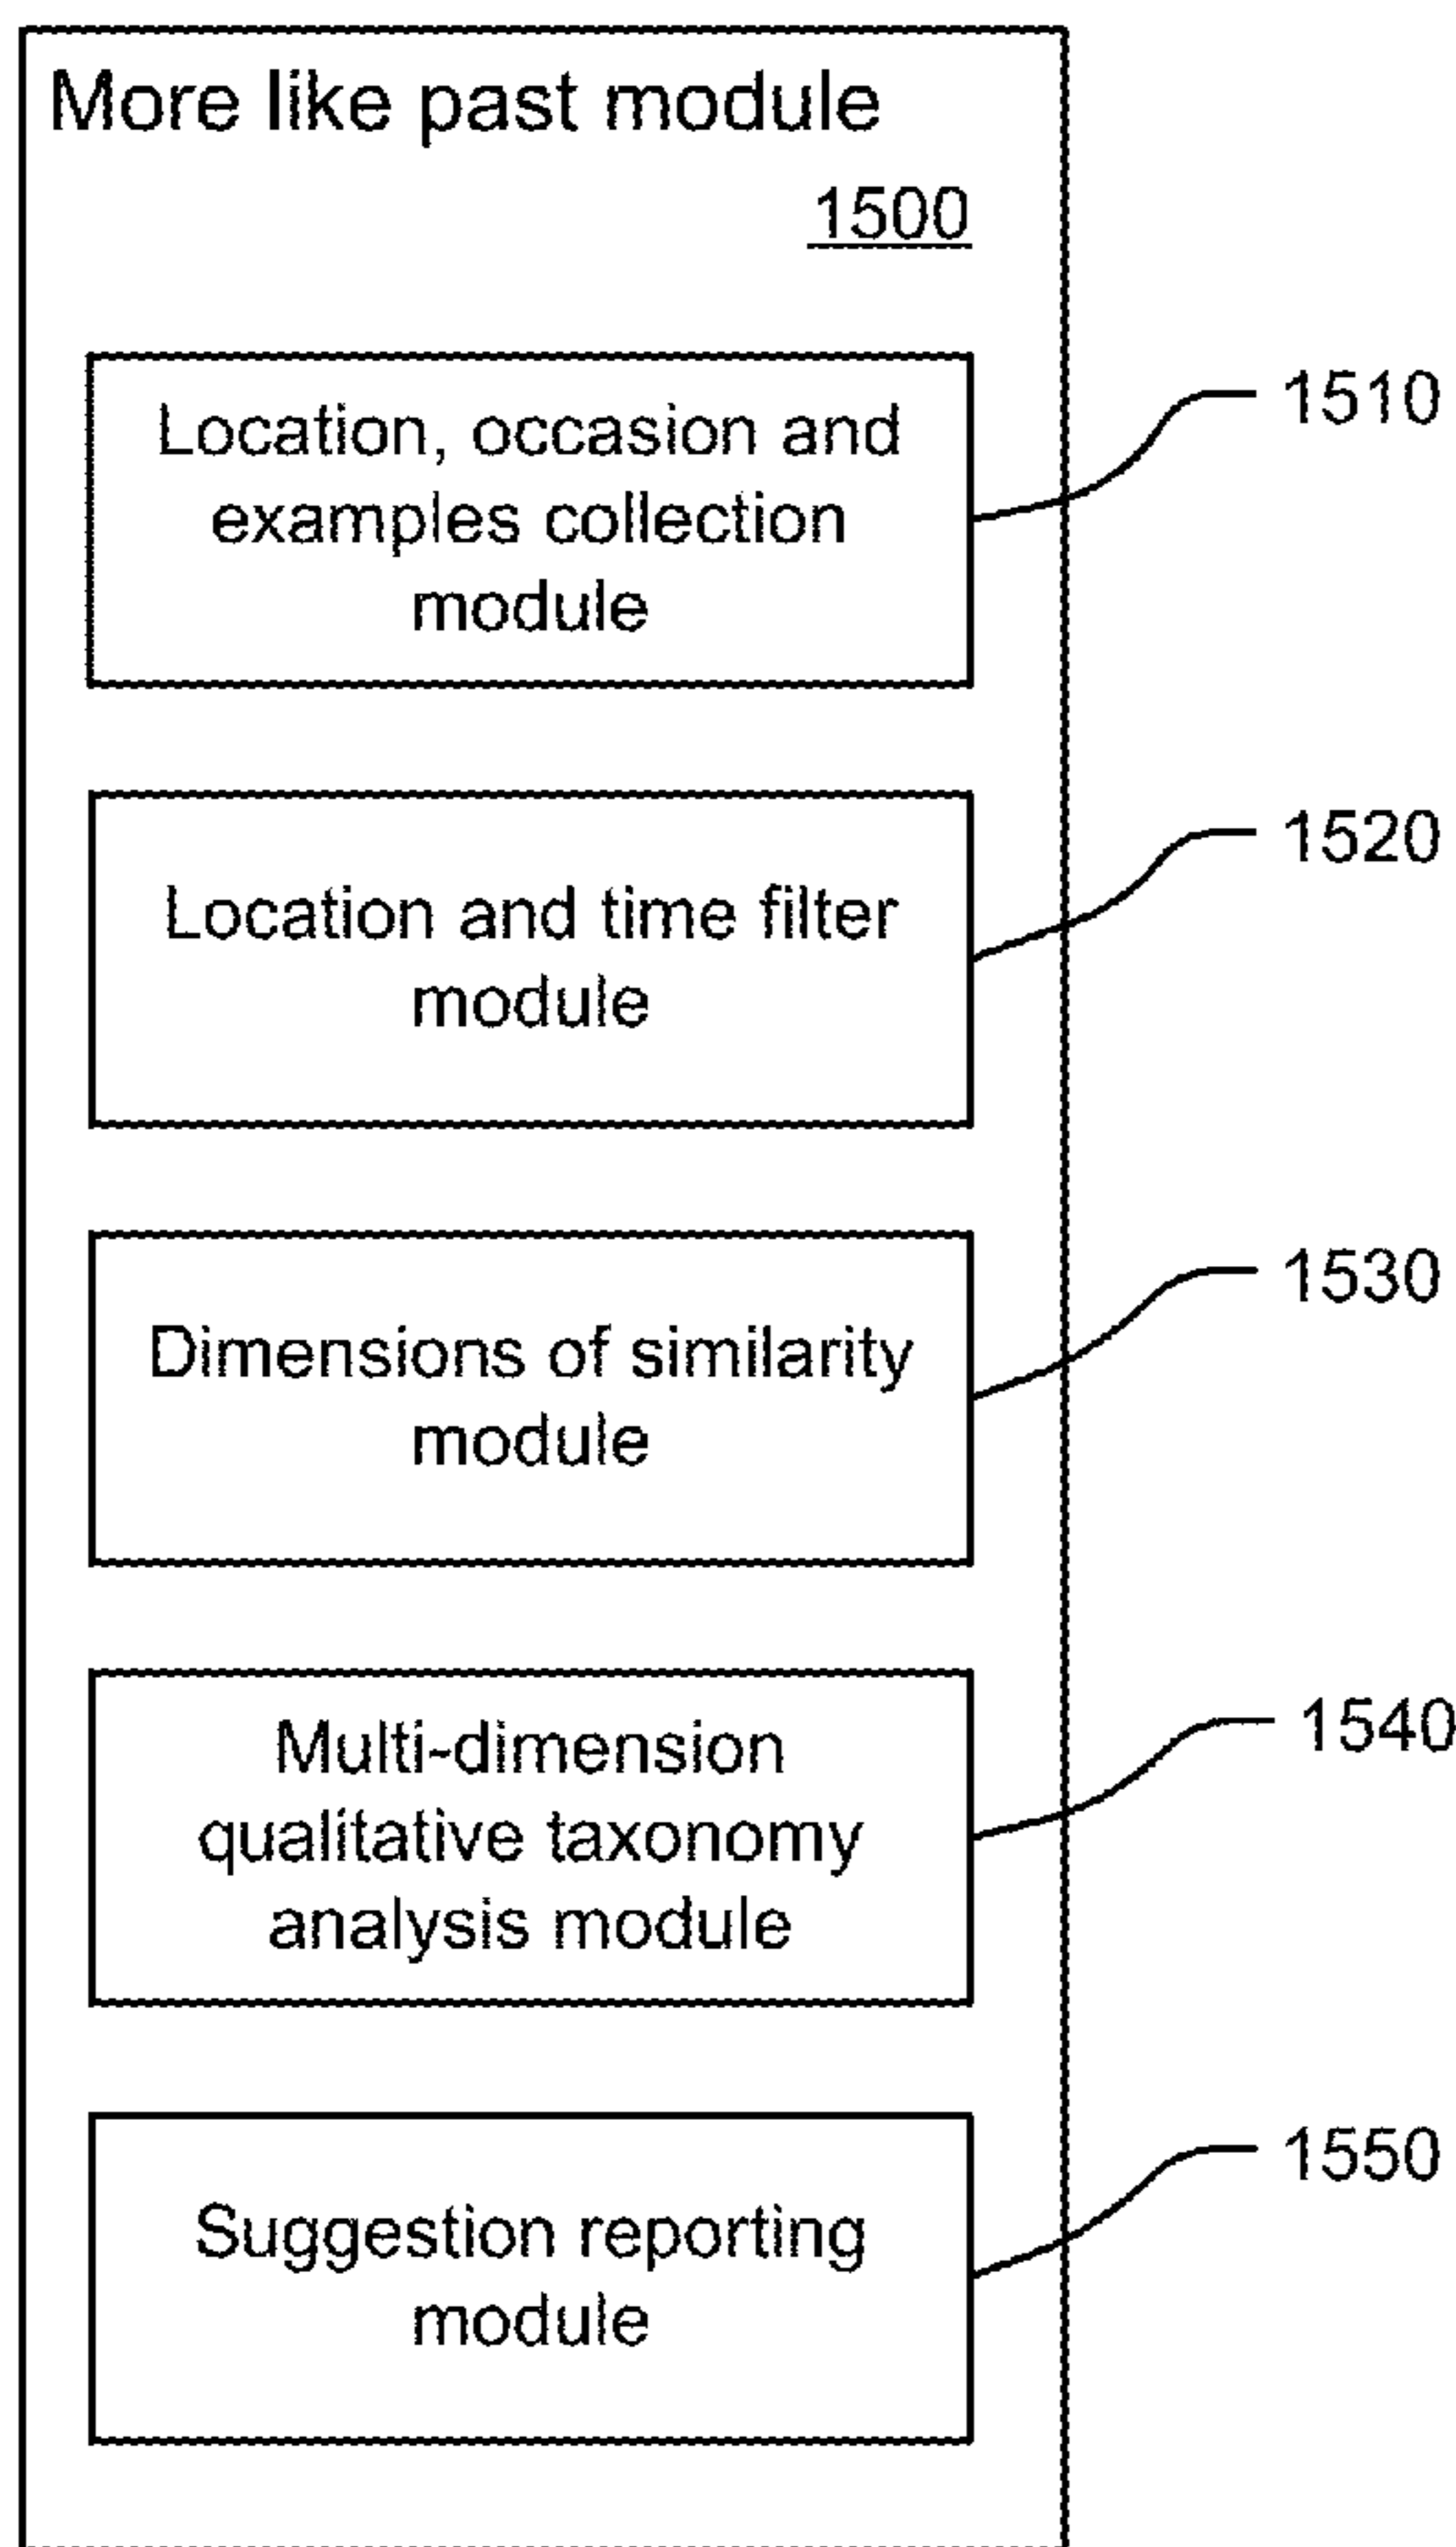 More like past module
1500
Location, occasion and
examples collection
module
1510
Location and time filter
module
1520
Dimensions of similarity
module
1530
Multi-dimension
qualitative taxonomy
analysis module
1540
Suggestion reporting
module
1550